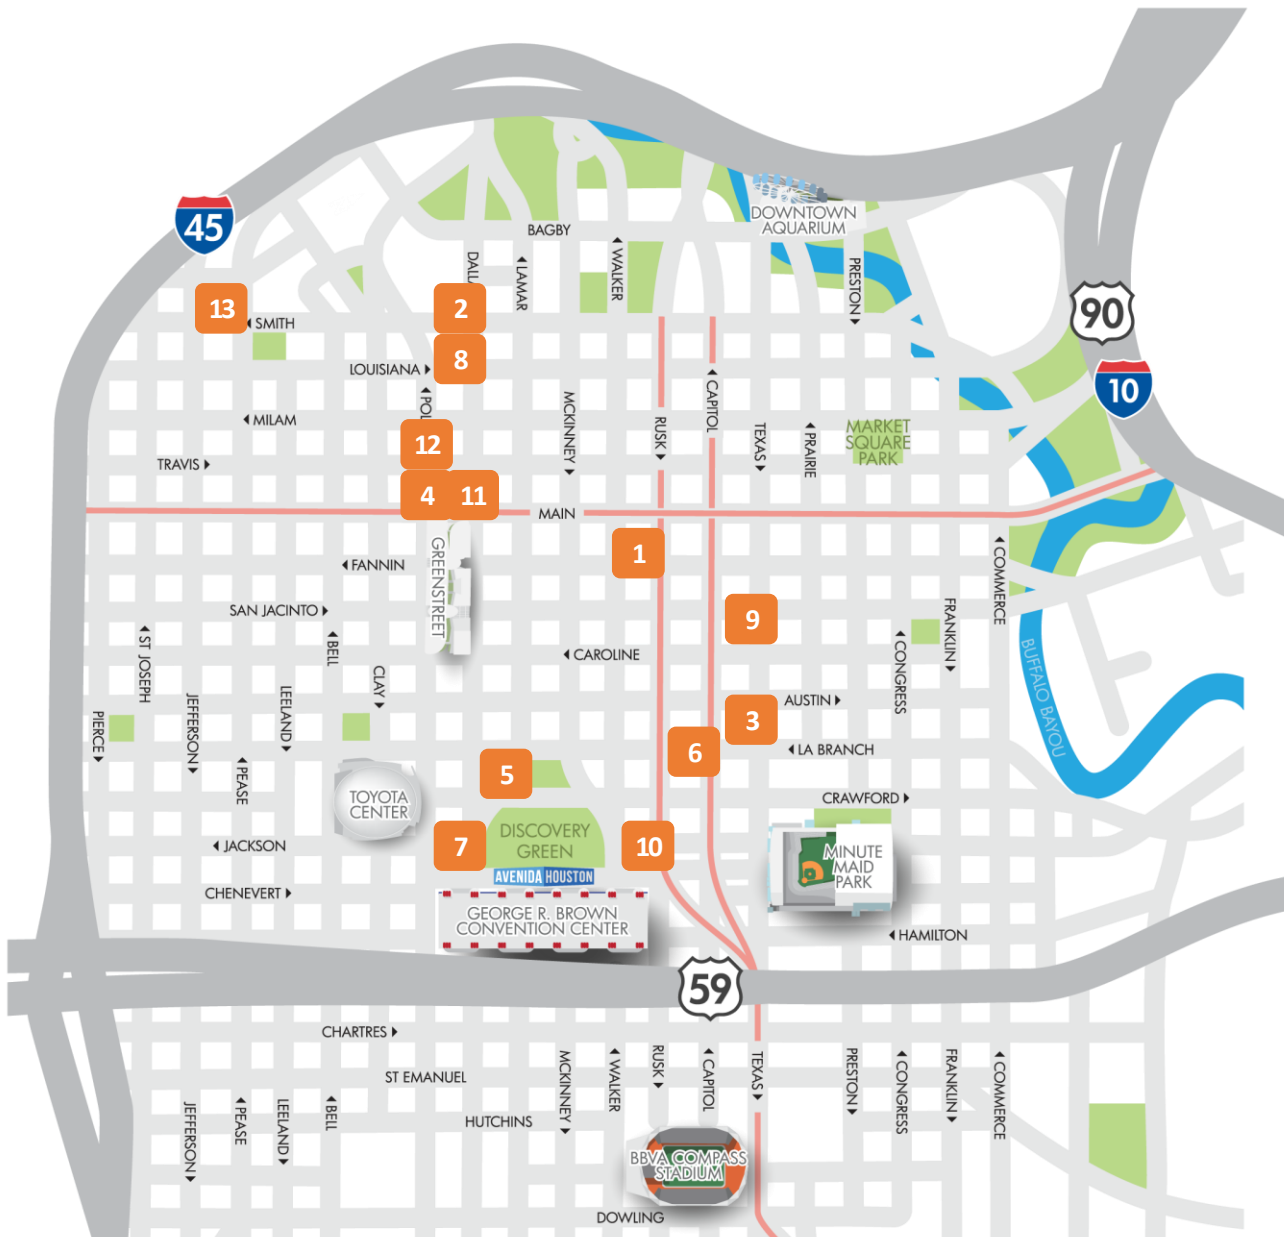 DOWNTOWN
AQUARIUM
45
BAGBY
DALL
LAMAR
WALKER
PRESTON
13
2
SMITH
90
8
LOUISIANA
10
POL
CAPITOL
MILAM
MCKINNEY
RUSK
TEXAS
PRAIRIE
MARKET
SQUARE
PARK
12
TRAVIS
4
11
MAIN
1
GREENSTREET
FANNIN
COMMERCE
SAN JACINTO
9
FRANKLIN
ST JOSEPH
BELL
CAROLINE
CONGRESS
BUFFALO BAYOU
CLAY
JEFFERSON
LEELAND
AUSTIN
3
PIERCE
6
LA BRANCH
PEASE
5
TOYOTA
CENTER
CRAWFORD
DISCOVERY
GREEN
7
10
JACKSON
MINUTE
MAID
PARK
AVENIDA HOUSTON
CHENEVERT
GEORGE R. BROWN
CONVENTION CENTER
HAMILTON
59
CHARTRES
ST EMANUEL
MCKINNEY
WALKER
RUSK
CAPITOL
TEXAS
PRESTON
CONGRESS
FRANKLIN
COMMERCE
JEFFERSON
PEASE
LEELAND
BELL
HUTCHINS
BBVA COMPASS
STADIUM
DOWLING